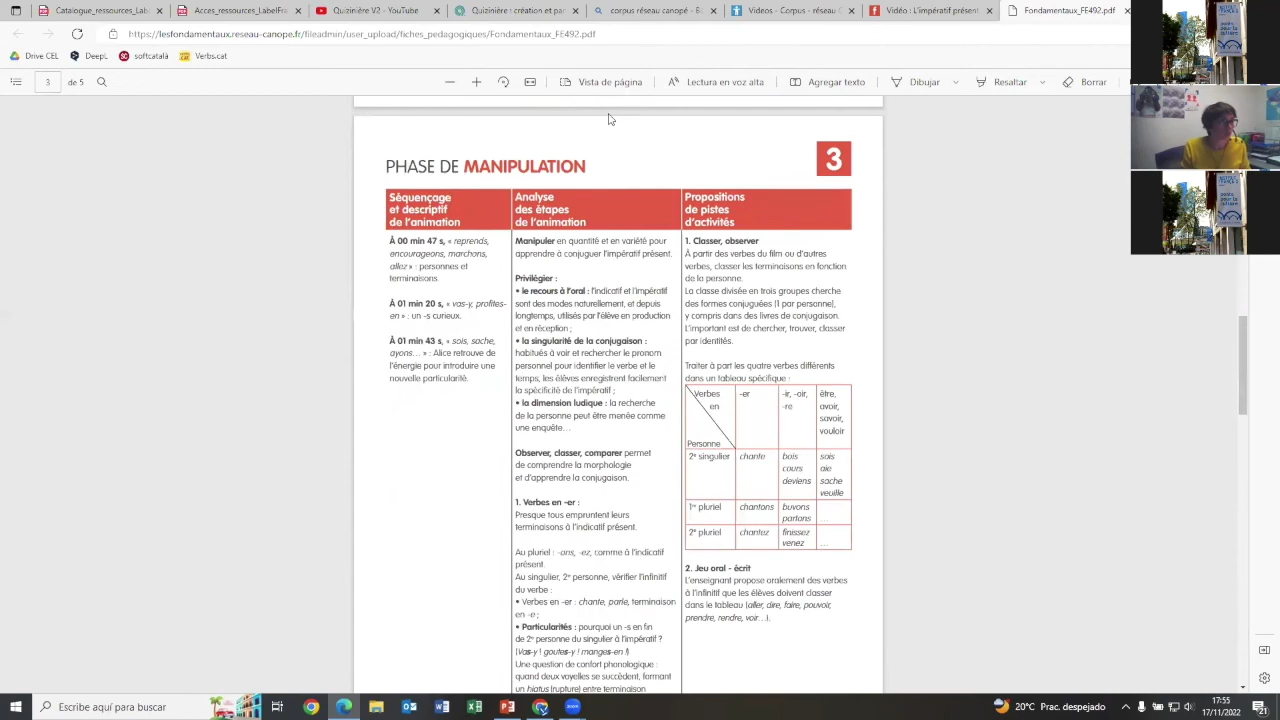 Catalogue_ressources_Lab
Acces_ressources_LabelFra
Quinzière V2 - YouTube
Quinzière : création et par
corpus réseau canope - B
Videos - réseau
Vidéo : L'impératif présent
Fondamentaux_FE492.pdf
https://lesfondamentaux.reseau-canope.fr/fileadmin/user_upload/fiches_pedagogiques/Fondamentaux_FE492.pdf
Drive CEL
DeepL
softcatalà
Verbs.cat
3
de 5
Vista de página
Lectura en voz alta
Agregar texto
Dibujar
Resaltar
Borrar
PHASE DE MANIPULATION
3
Séquençage
et descriptif
de l'animation
À 00 min 47 s, « reprends,
encourageons, marchons,
allez » : personnes et
terminaisons.
À 01 min 20 s, « vas-y, profites-
en » : un -s curieux.
À 01 min 43 s, « sois, sache,
ayons… » : Alice retrouve de
l'énergie pour introduire une
nouvelle particularité.
Analyse
des étapes
de l'animation
Manipuler en quantité et en variété pour
apprendre à conjuguer l'impératif présent.
Privilégier :
• le recours à l'oral : l'indicatif et l'impératif
sont des modes naturellement, et depuis
longtemps, utilisés par l'élève en production
et en réception ;
• la singularité de la conjugaison :
habitués à voir et rechercher le pronom
personnel pour identifier le verbe et le
temps, les élèves enregistrent facilement
la spécificité de l'impératif ;
• la dimension ludique : la recherche
de la personne peut être menée comme
une enquête…
Observer, classer, comparer permet
de comprendre la morphologie
et d'apprendre la conjugaison.
1. Verbes en -er :
Presque tous empruntent leurs
terminaisons à l'indicatif présent.
Au pluriel : -ons, -ez, comme à l'indicatif
présent.
Au singulier, 2e personne, vérifier l'infinitif
du verbe :
• Verbes en -er : chante, parle, terminaison
en -e ;
• Particularités : pourquoi un -s en fin
de 2e personne du singulier à l'impératif ?
(Vas-y ! goutes-y ! manges-en !)
Une question de confort phonologique :
quand deux voyelles se succèdent, formant
un hiatus (rupture) entre terminaison
Propositions
de pistes
d'activités
1. Classer, observer
À partir des verbes du film ou d'autres
verbes, classer les terminaisons en fonction
de la personne.
La classe divisée en trois groupes cherche
des formes conjuguées (1 par personne),
y compris dans des livres de conjugaison.
L'important est de chercher, trouver, classer
par identités.
Traiter à part les quatre verbes différents
dans un tableau spécifique :
Verbes
en
Personne
-er
-ir, -oir,
-re
être,
avoir,
savoir,
vouloir
2e singulier
chante
bois
cours
deviens
sois
aie
sache
veuille
1re pluriel
chantons
buvons
partons
…
2e pluriel
chantez
finissez
venez
…
2. Jeu oral - écrit
L'enseignant propose oralement des verbes
à l'infinitif que les élèves doivent classer
dans le tableau (aller, dire, faire, pouvoir,
prendre, rendre, voir…).
Escribe aquí para buscar
20°C Prac. despejado
17:55
17/11/2022